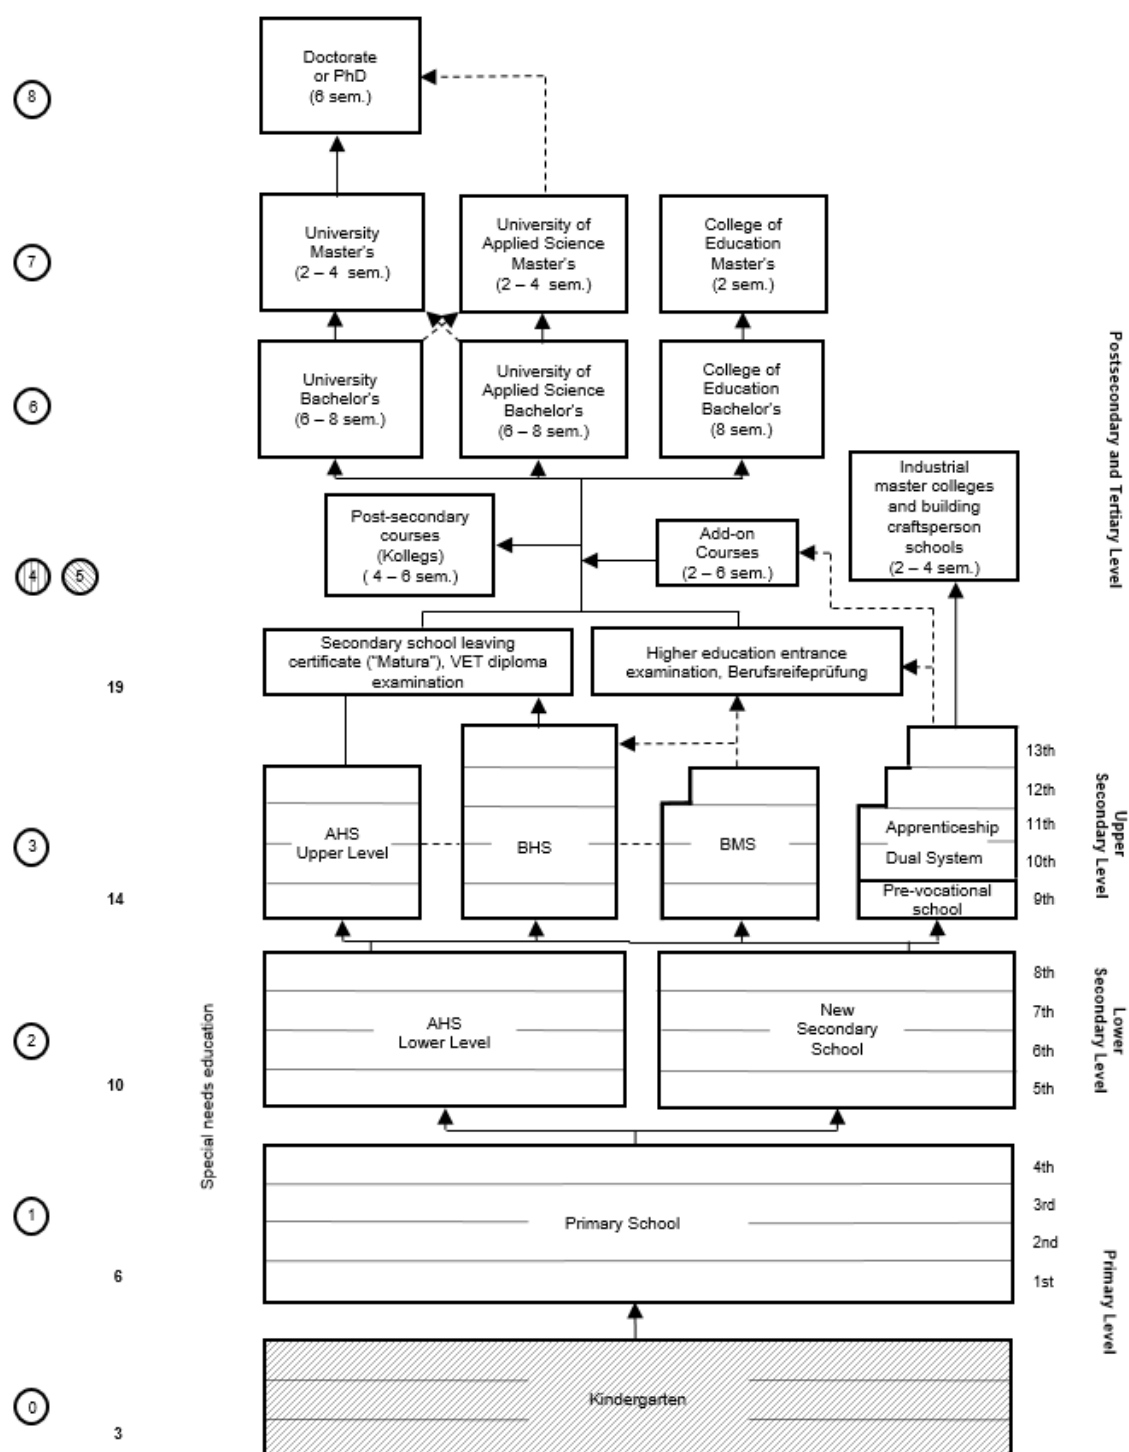 8
Doctorate
or PhD
(6 sem.)
7
University
Master's
(2 – 4 sem.)
University of
Applied Science
Master's
(2 – 4 sem.)
College of
Education
Master's
(2 sem.)
6
University
Bachelor's
(6 – 8 sem.)
University of
Applied Science
Bachelor's
(6 – 8 sem.)
College of
Education
Bachelor's
(8 sem.)
Postsecondary and Tertiary Level
4
5
Post-secondary
courses
(Kollegs)
( 4 – 6 sem.)
Add-on
Courses
(2 – 6 sem.)
Industrial
master colleges
and building
craftsperson
schools
(2 – 4 sem.)
19
Secondary school leaving
certificate ("Matura"), VET diploma
examination
Higher education entrance
examination, Berufsreifeprüfung
3
14
AHS
Upper Level
BHS
BMS
Apprenticeship
Dual System
Pre-vocational
school
13th
12th
11th
10th
9th
Upper
Secondary Level
2
10
Special needs education
AHS
Lower Level
New
Secondary
School
8th
7th
6th
5th
Lower
Secondary Level
1
6
Primary School
4th
3rd
2nd
1st
Primary Level
0
3
Kindergarten